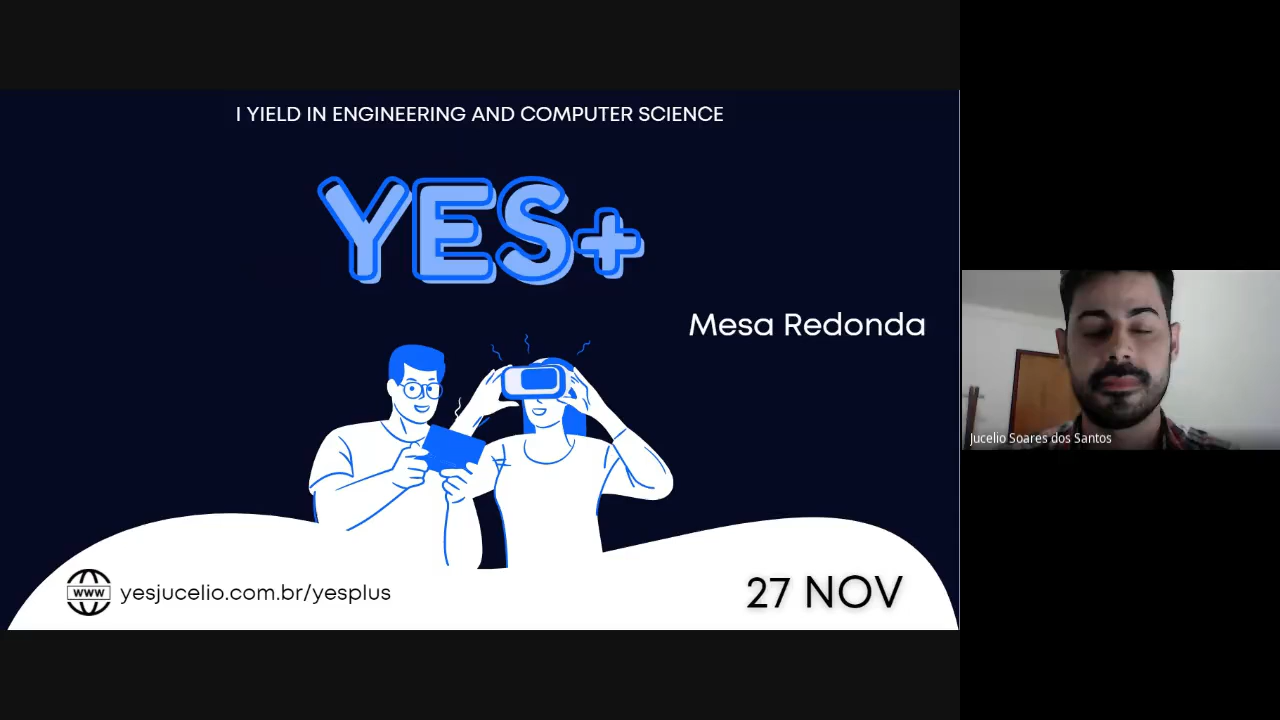 I YIELD IN ENGINEERING AND COMPUTER SCIENCE
YES+
Mesa Redonda
www
yesjucelio.com.br/yesplus
27 NOV
Jucelio Soares dos Santos